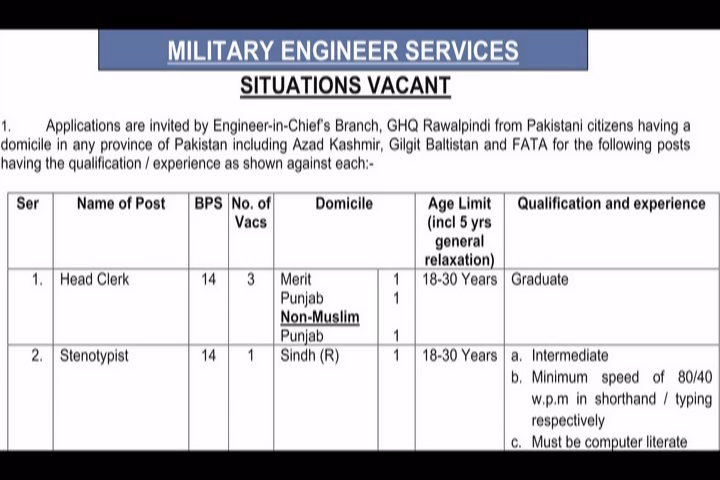 MILITARY ENGINEER SERVICES
SITUATIONS VACANT
1. Applications are invited by Engineer-in-Chief's Branch, GHQ Rawalpindi from Pakistani citizens having a
domicile in any province of Pakistan including Azad Kashmir, Gilgit Baltistan and FATA for the following posts
having the qualification / experience as shown against each:-
Ser Name of Post BPS No. of Vacs Domicile Age Limit (incl 5 yrs general relaxation) Qualification and experience
1. Head Clerk 14 3 Merit 1 18-30 Years Graduate
Punjab 1
Non-Muslim
Punjab 1
2. Stenotypist 14 1 Sindh (R) 1 18-30 Years a. Intermediate
b. Minimum speed of 80/40
w.p.m in shorthand / typing
respectively
c. Must be computer literate